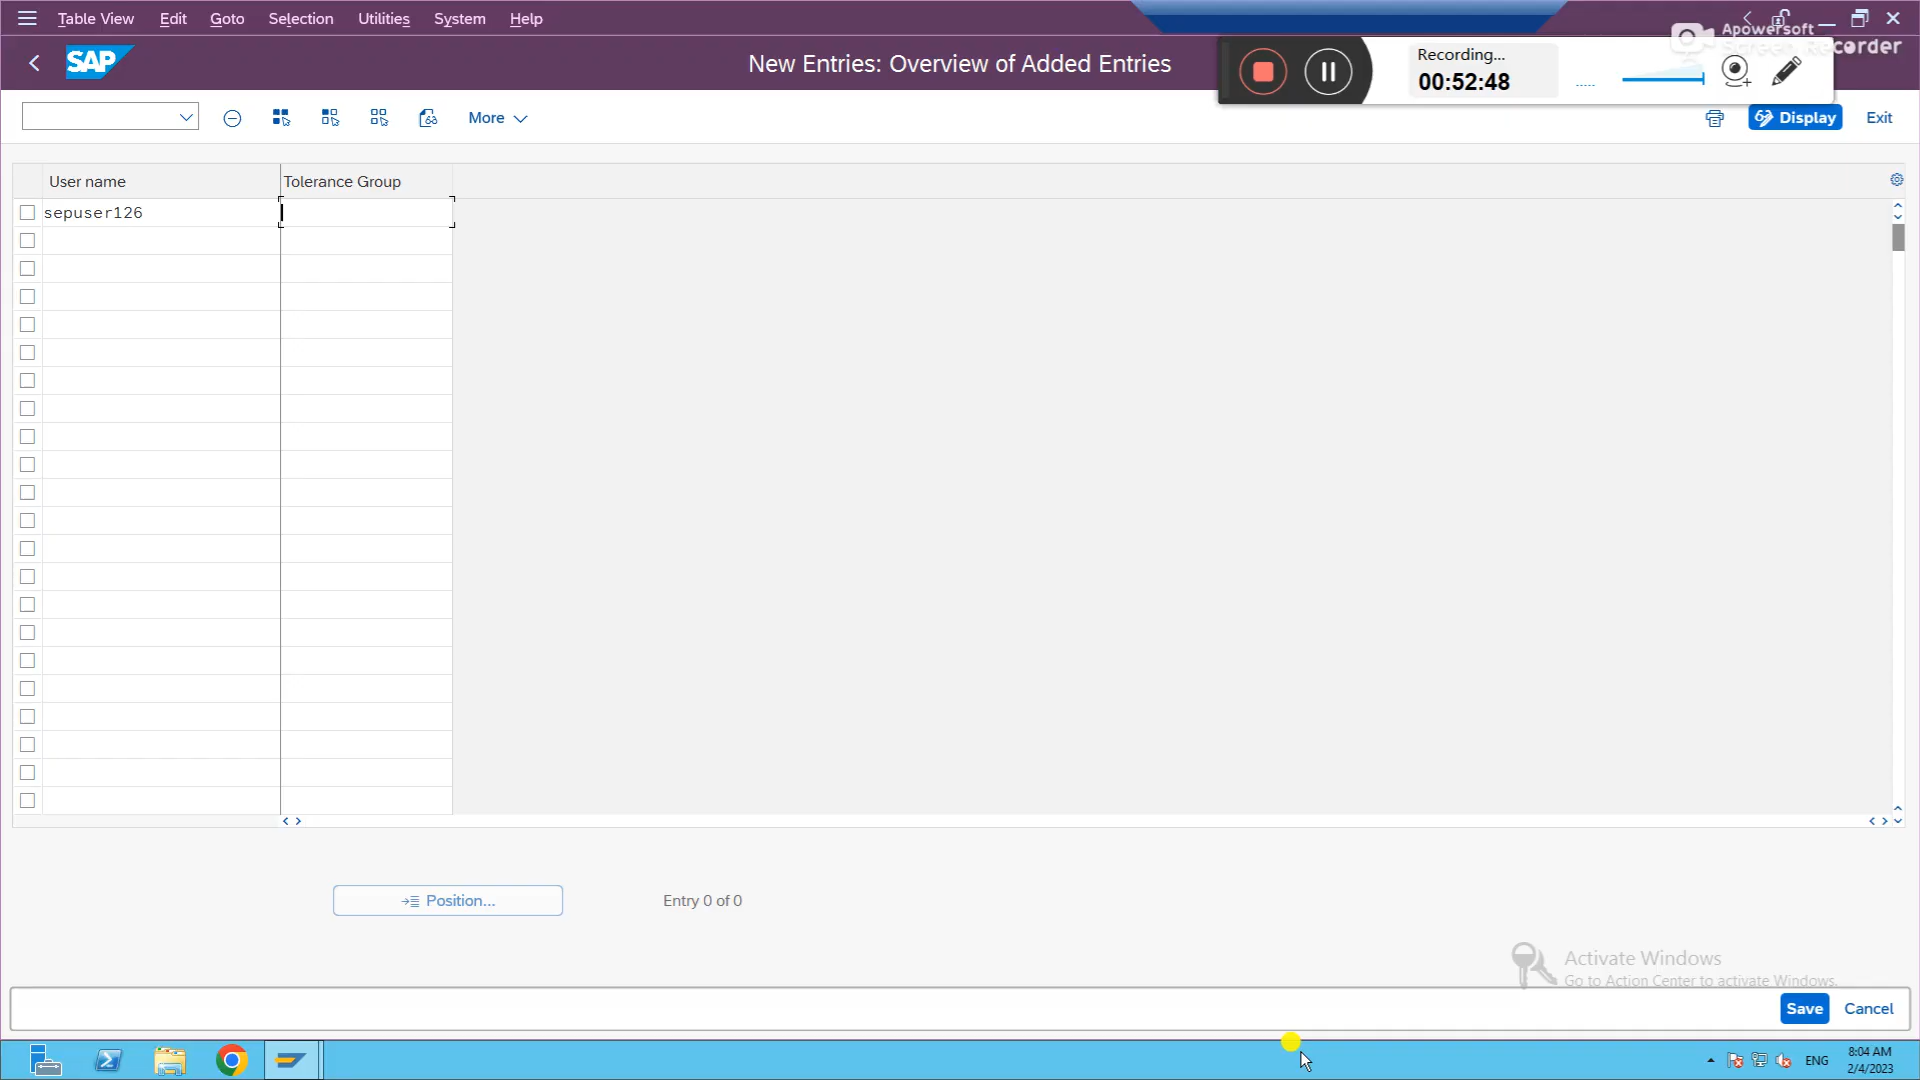 Table View Edit Goto Selection Utilities System Help
Apowersoft
Screen Recorder
SAP
New Entries: Overview of Added Entries
Recording...
00:52:48
More
Display Exit
User name Tolerance Group
sepuser126
Position...
Entry 0 of 0
Activate Windows
Go to Action Center to activate Windows.
Save Cancel
ENG
8:04 AM
2/4/2023